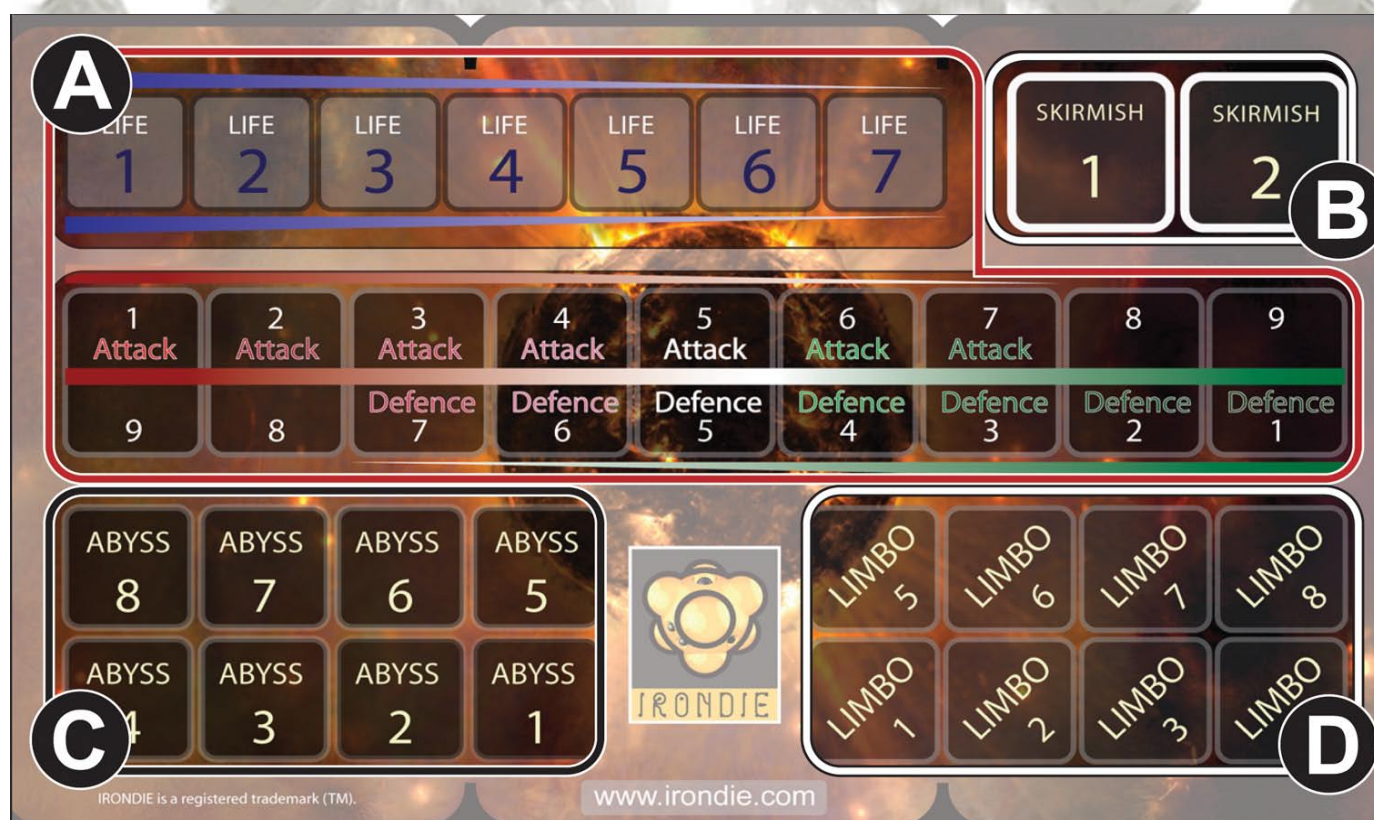 A
LIFE LIFE LIFE LIFE LIFE LIFE LIFE
1 2 3 4 5 6 7
SKIRMISH SKIRMISH
1 2
B
1 2 3 4 5 6 7 8 9
Attack Attack Attack Attack Attack Attack Attack
Defence Defence Defence Defence Defence Defence Defence
9 8 7 6 5 4 3 2 1
ABYSS ABYSS ABYSS ABYSS
8 7 6 5
ABYSS ABYSS ABYSS ABYSS
4 3 2 1
C
IRONDIE
LIMBO LIMBO LIMBO LIMBO
5 6 7 8
LIMBO LIMBO LIMBO LIMBO
1 2 3
D
IRONDIE is a registered trademark (TM).
www.irondie.com